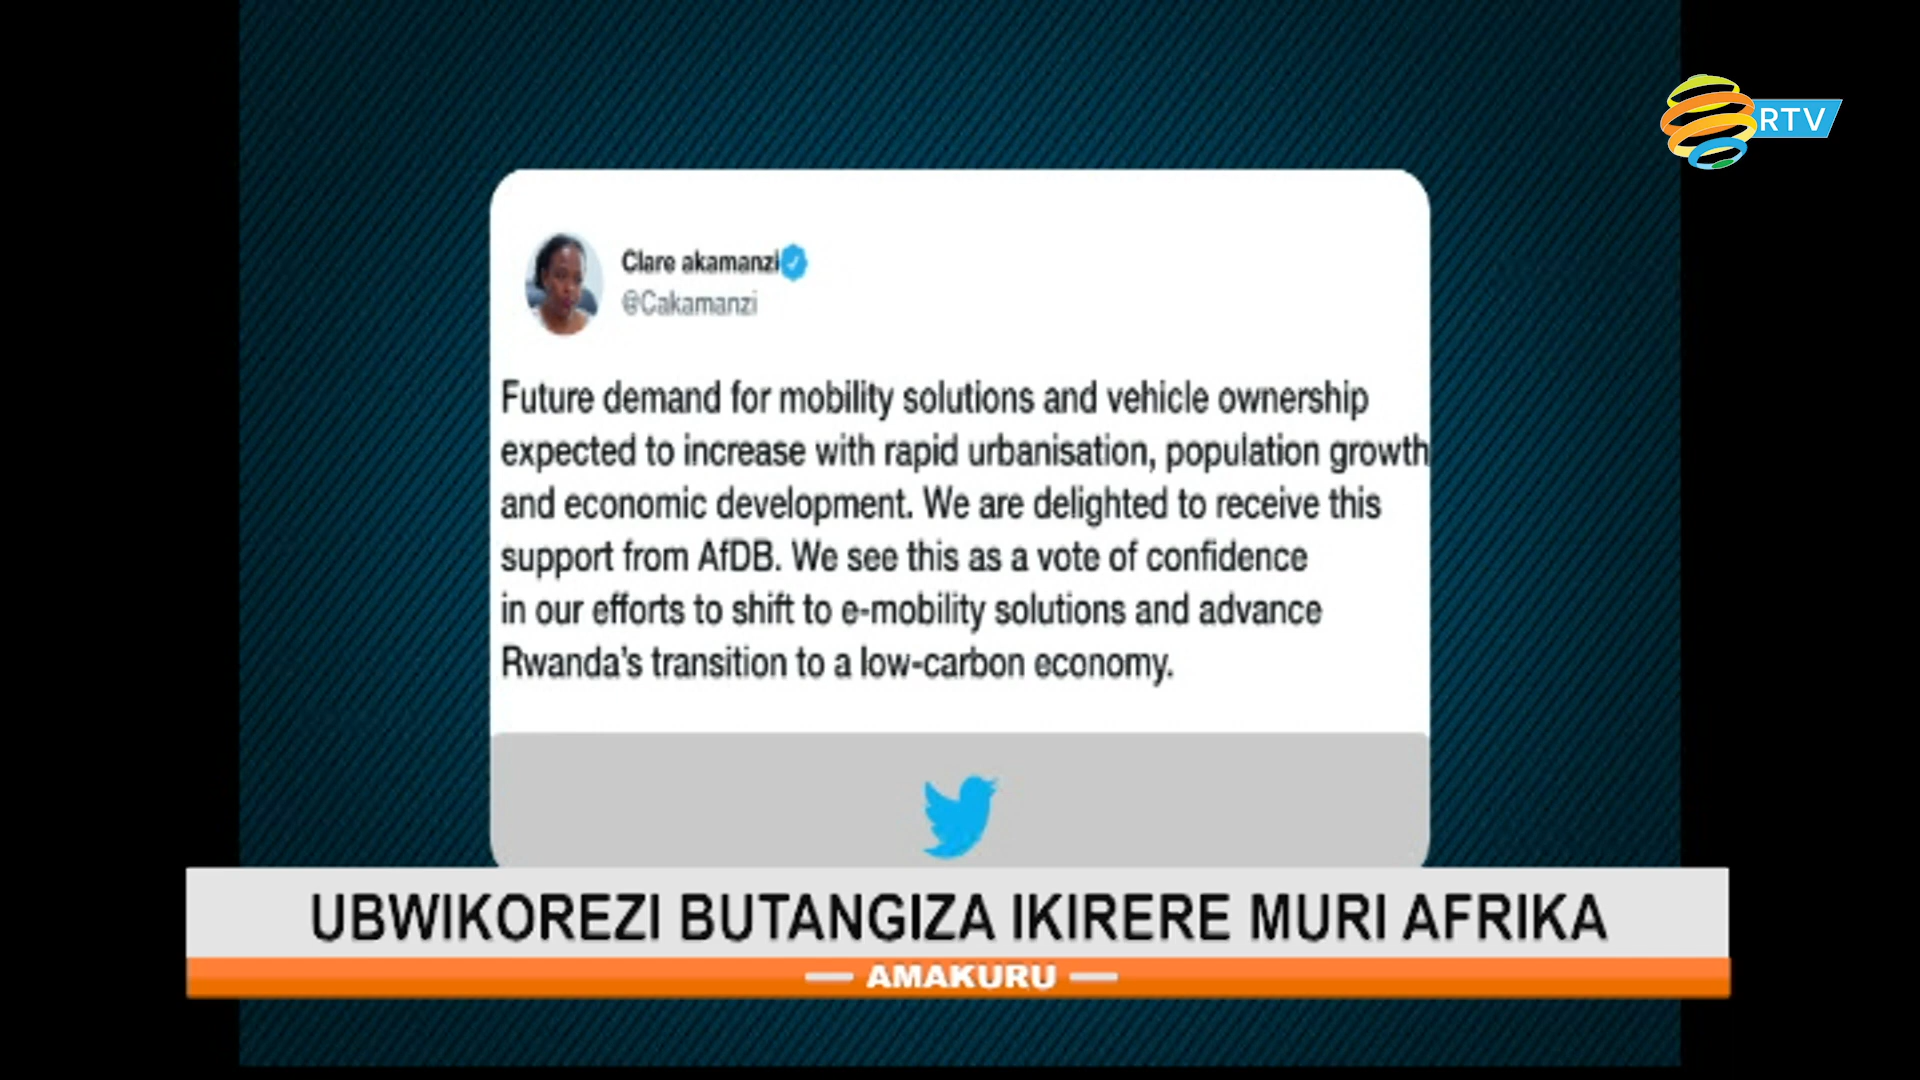 RTV
Clare akamanzi
@Cakamanzi
Future demand for mobility solutions and vehicle ownership
expected to increase with rapid urbanisation, population growth
and economic development. We are delighted to receive this
support from AfDB. We see this as a vote of confidence
in our efforts to shift to e-mobility solutions and advance
Rwanda's transition to a low-carbon economy.
UBWIKOREZI BUTANGIZA IKIRERE MURI AFRIKA
AMAKURU